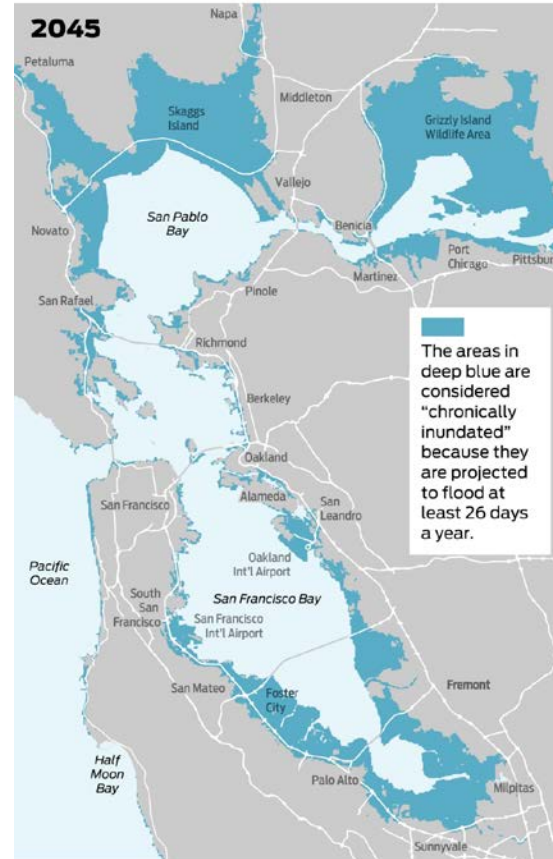 2045
Napa
Petaluma
Skaggs
Island
Middleton
Grizzly Island
Wildlife Area
Vallejo
San Pablo
Bay
Novato
Benicia
Port
Chicago
Pittsbur
Martinez
San Rafael
Pinole
Richmond
The areas in
deep blue are
considered
“chronically
inundated”
because they
are projected
to flood at
least 26 days
a year.
Berkeley
Oakland
San Francisco
Alameda
San
Leandro
Pacific
Ocean
Oakland
Int’l Airport
South
San
Francisco
San Francisco Bay
San Francisco
Int’l Airport
San Mateo
Foster
City
Fremont
Half
Moon
Bay
Palo Alto
Milpitas
Sunnyvale